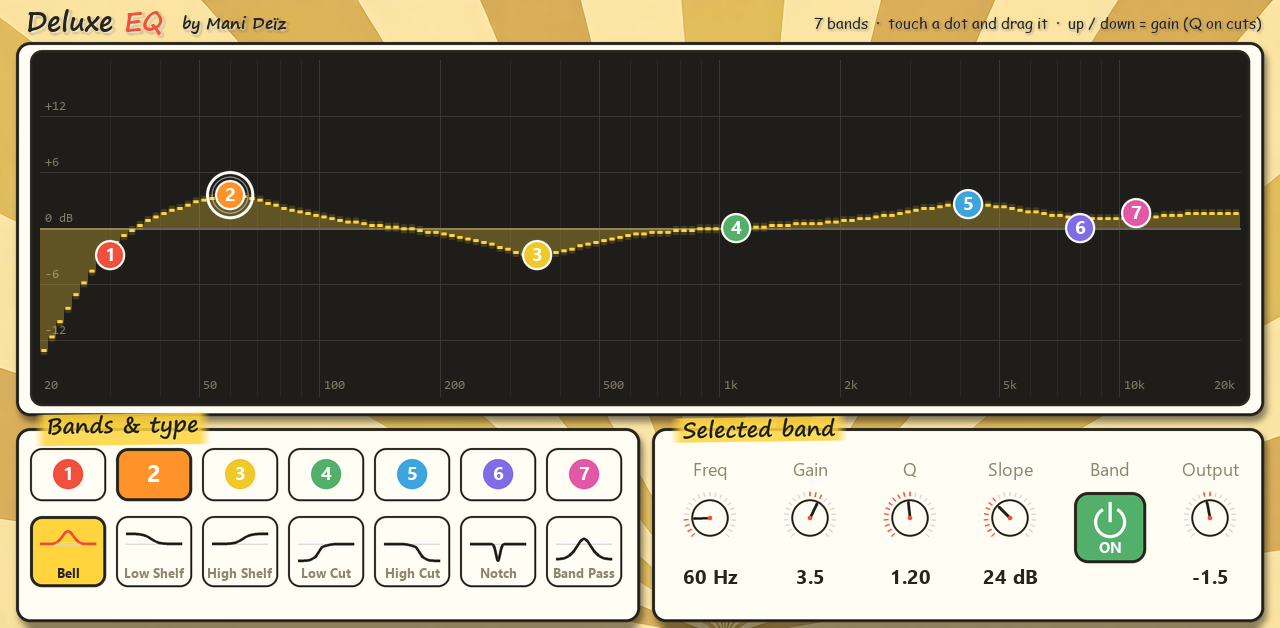 Deluxe EQ by Mani Deïz
7 bands · touch a dot and drag it · up / down = gain (Q on cuts)
+12
+6
0 dB
-6
-12
20 50 100 200 500 1k 2k 5k 10k 20k
1 2 3 4 5 6 7
Bands & type
1 2 3 4 5 6 7
Bell Low Shelf High Shelf Low Cut High Cut Notch Band Pass
Selected band
Freq Gain Q Slope Band Output
ON
60 Hz 3.5 1.20 24 dB -1.5